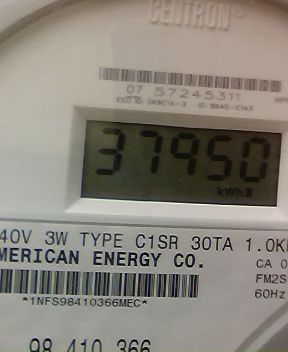 CENTRON®
07 57245311
37950
kWh
40V 3W TYPE C1SR 30TA 1.0K
MERICAN ENERGY CO.
CA 0
FM2S
60Hz
*1NFS98410366MEC*
98 410 366